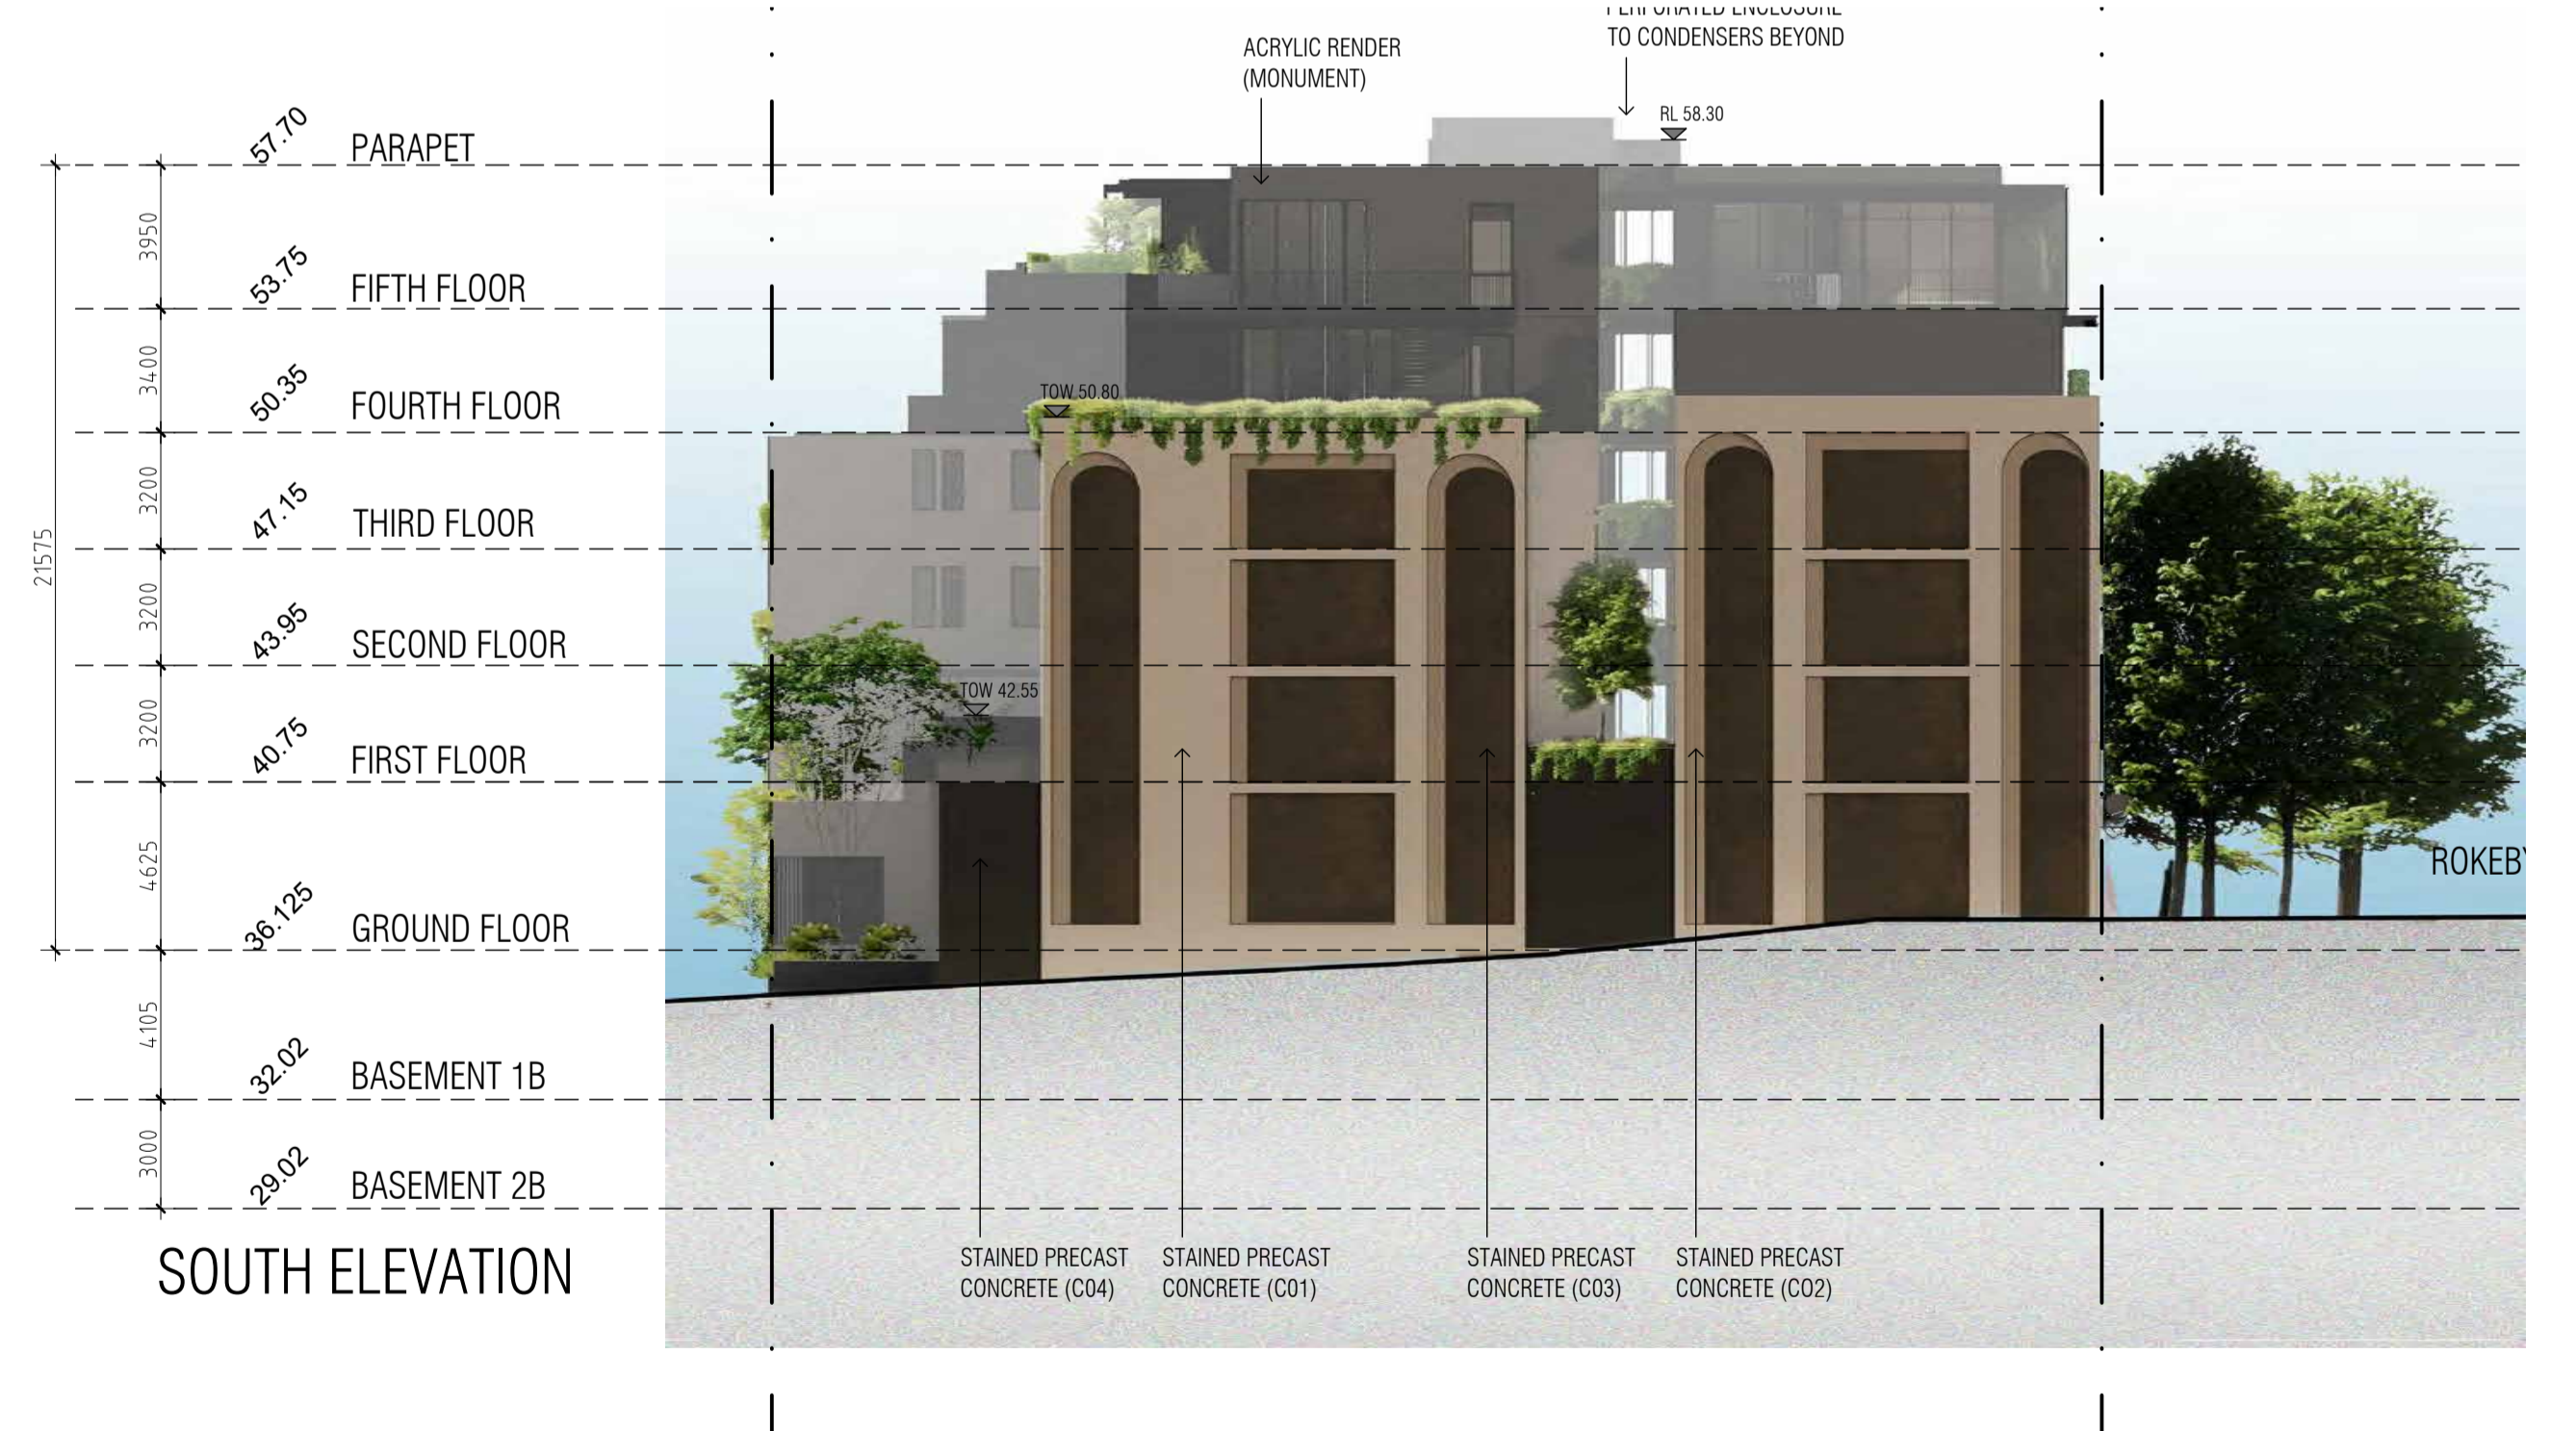 PERFORATED ENCLOSURE
TO CONDENSERS BEYOND
ACRYLIC RENDER
(MONUMENT)
RL 58.30
57.70 PARAPET
3950
53.75 FIFTH FLOOR
3400
TOW 50.80
50.35 FOURTH FLOOR
3200
47.15 THIRD FLOOR
21575
3200
43.95 SECOND FLOOR
TOW 42.55
3200
40.75 FIRST FLOOR
4625
ROKEBY
36.125 GROUND FLOOR
4105
32.02 BASEMENT 1B
3000
29.02 BASEMENT 2B
SOUTH ELEVATION
STAINED PRECAST
CONCRETE (C04)
STAINED PRECAST
CONCRETE (C01)
STAINED PRECAST
CONCRETE (C03)
STAINED PRECAST
CONCRETE (CO2)